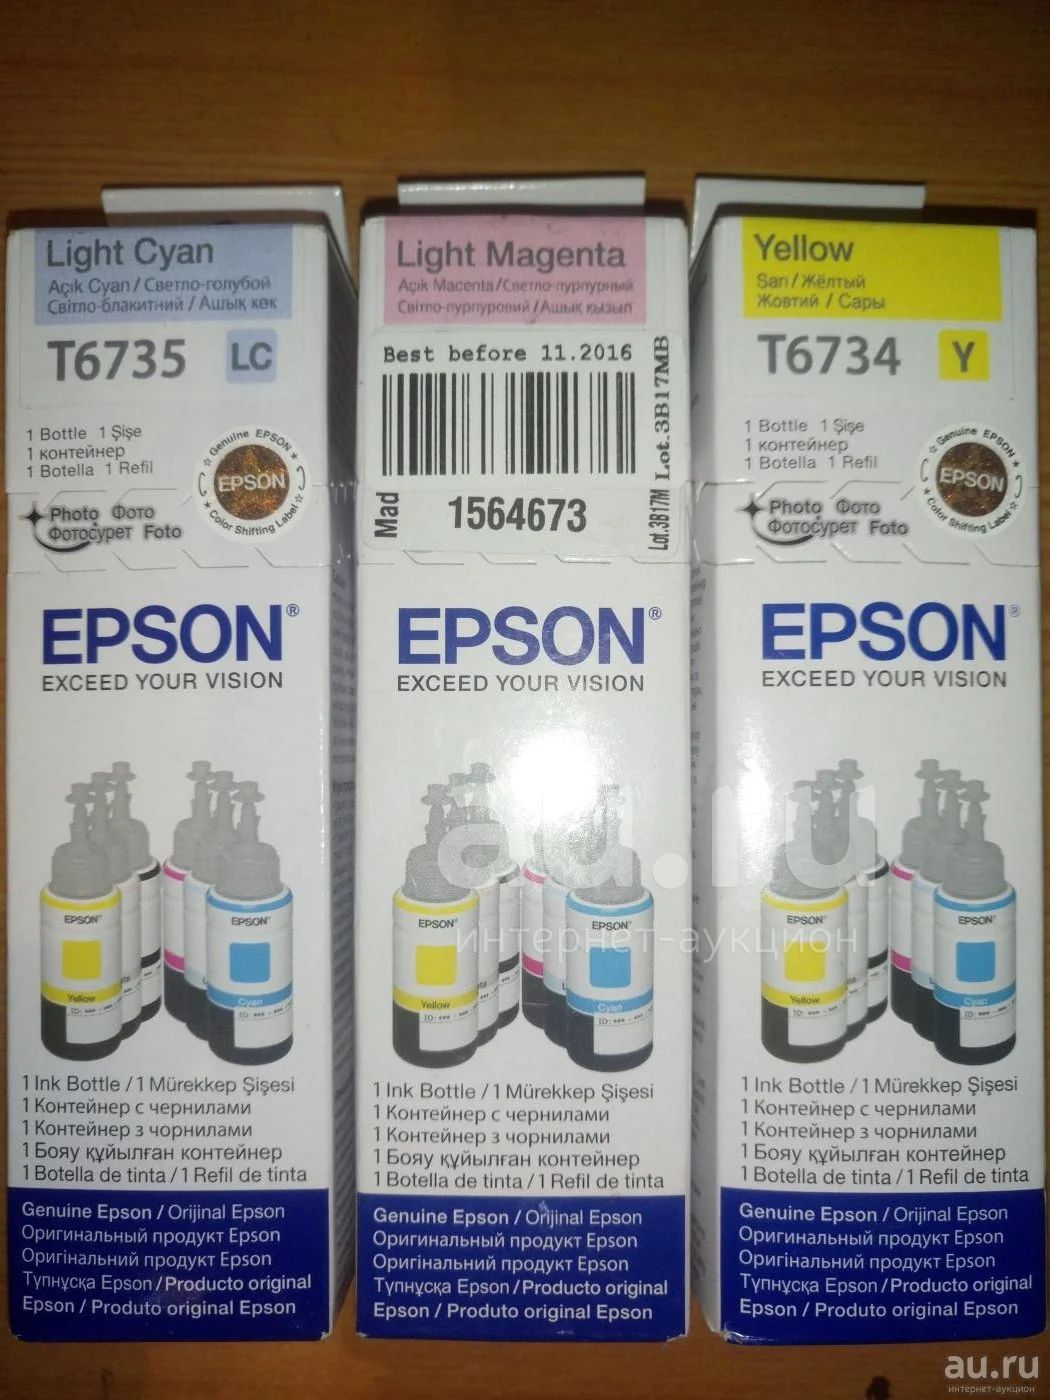 Light Cyan
Açık Cyan / Светло-голубой
Світло-блакитний / Ашық көк
T6735 LC
1 Bottle 1 Şişe
1 контейнер
1 Botella 1 Refil
Genuine EPSON
EPSON
Color Shifting Label
Photo Фото
Фотосурет Foto
EPSON®
EXCEED YOUR VISION
EPSON
Yellow
EPSON
Cyan
1 Ink Bottle / 1 Mürekkep Şişesi
1 Контейнер с чернилами
1 Контейнер з чорнилами
1 Бояу құйылған контейнер
1 Botella de tinta / 1 Refil de tinta
Genuine Epson / Orijinal Epson
Оригинальный продукт Epson
Оригінальний продукт Epson
Түпнұсқа Epson / Producto original
Epson / Produto original Epson
Light Magenta
Açık Macenta / Светло-пурпурный
Світло-пурпуровий / Ашық қызыл
Best before 11.2016
Lot.3B17MB
Mad
1564673
Lot.3B17M
EPSON®
EXCEED YOUR VISION
EPSON
Yellow
EPSON
Cyan
1 Ink Bottle / 1 Mürekkep Şişesi
1 Контейнер с чернилами
1 Контейнер з чорнилами
1 Бояу құйылған контейнер
1 Botella de tinta / 1 Refil de tinta
Genuine Epson / Orijinal Epson
Оригинальный продукт Epson
Оригінальний продукт Epson
Түпнұсқа Epson / Producto original
Epson / Produto original Epson
Yellow
Sarı / Жёлтый
Жовтий / Сары
T6734 Y
1 Bottle 1 Şişe
1 контейнер
1 Botella 1 Refil
Genuine EPSON
EPSON
Color Shifting Label
Photo Фото
Фотосурет Foto
EPSON®
EXCEED YOUR VISION
EPSON
Yellow
EPSON
Cyan
1 Ink Bottle / 1 Mürekkep Şişesi
1 Контейнер с чернилами
1 Контейнер з чорнилами
1 Бояу құйылған контейнер
1 Botella de tinta / 1 Refil de tinta
Genuine Epson / Orijinal Epson
Оригинальный продукт Epson
Оригінальний продукт Epson
Түпнұсқа Epson / Producto original
Epson / Produto original Epson
au.ru
интернет-аукцион
au.ru
интернет-аукцион